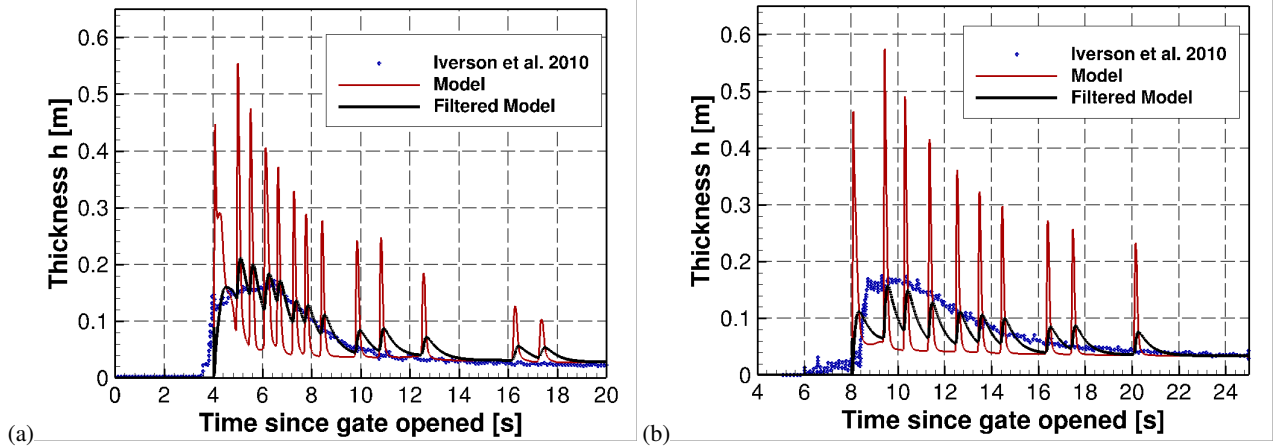 Thickness h [m]
0.6
0.5
0.4
0.3
0.2
0.1
0
Iverson et al. 2010
Model
Filtered Model
0 2 4 6 8 10 12 14 16 18 20
Time since gate opened [s]
(a)
Thickness h [m]
0.6
0.5
0.4
0.3
0.2
0.1
0
Iverson et al. 2010
Model
Filtered Model
4 6 8 10 12 14 16 18 20 22 24
Time since gate opened [s]
(b)